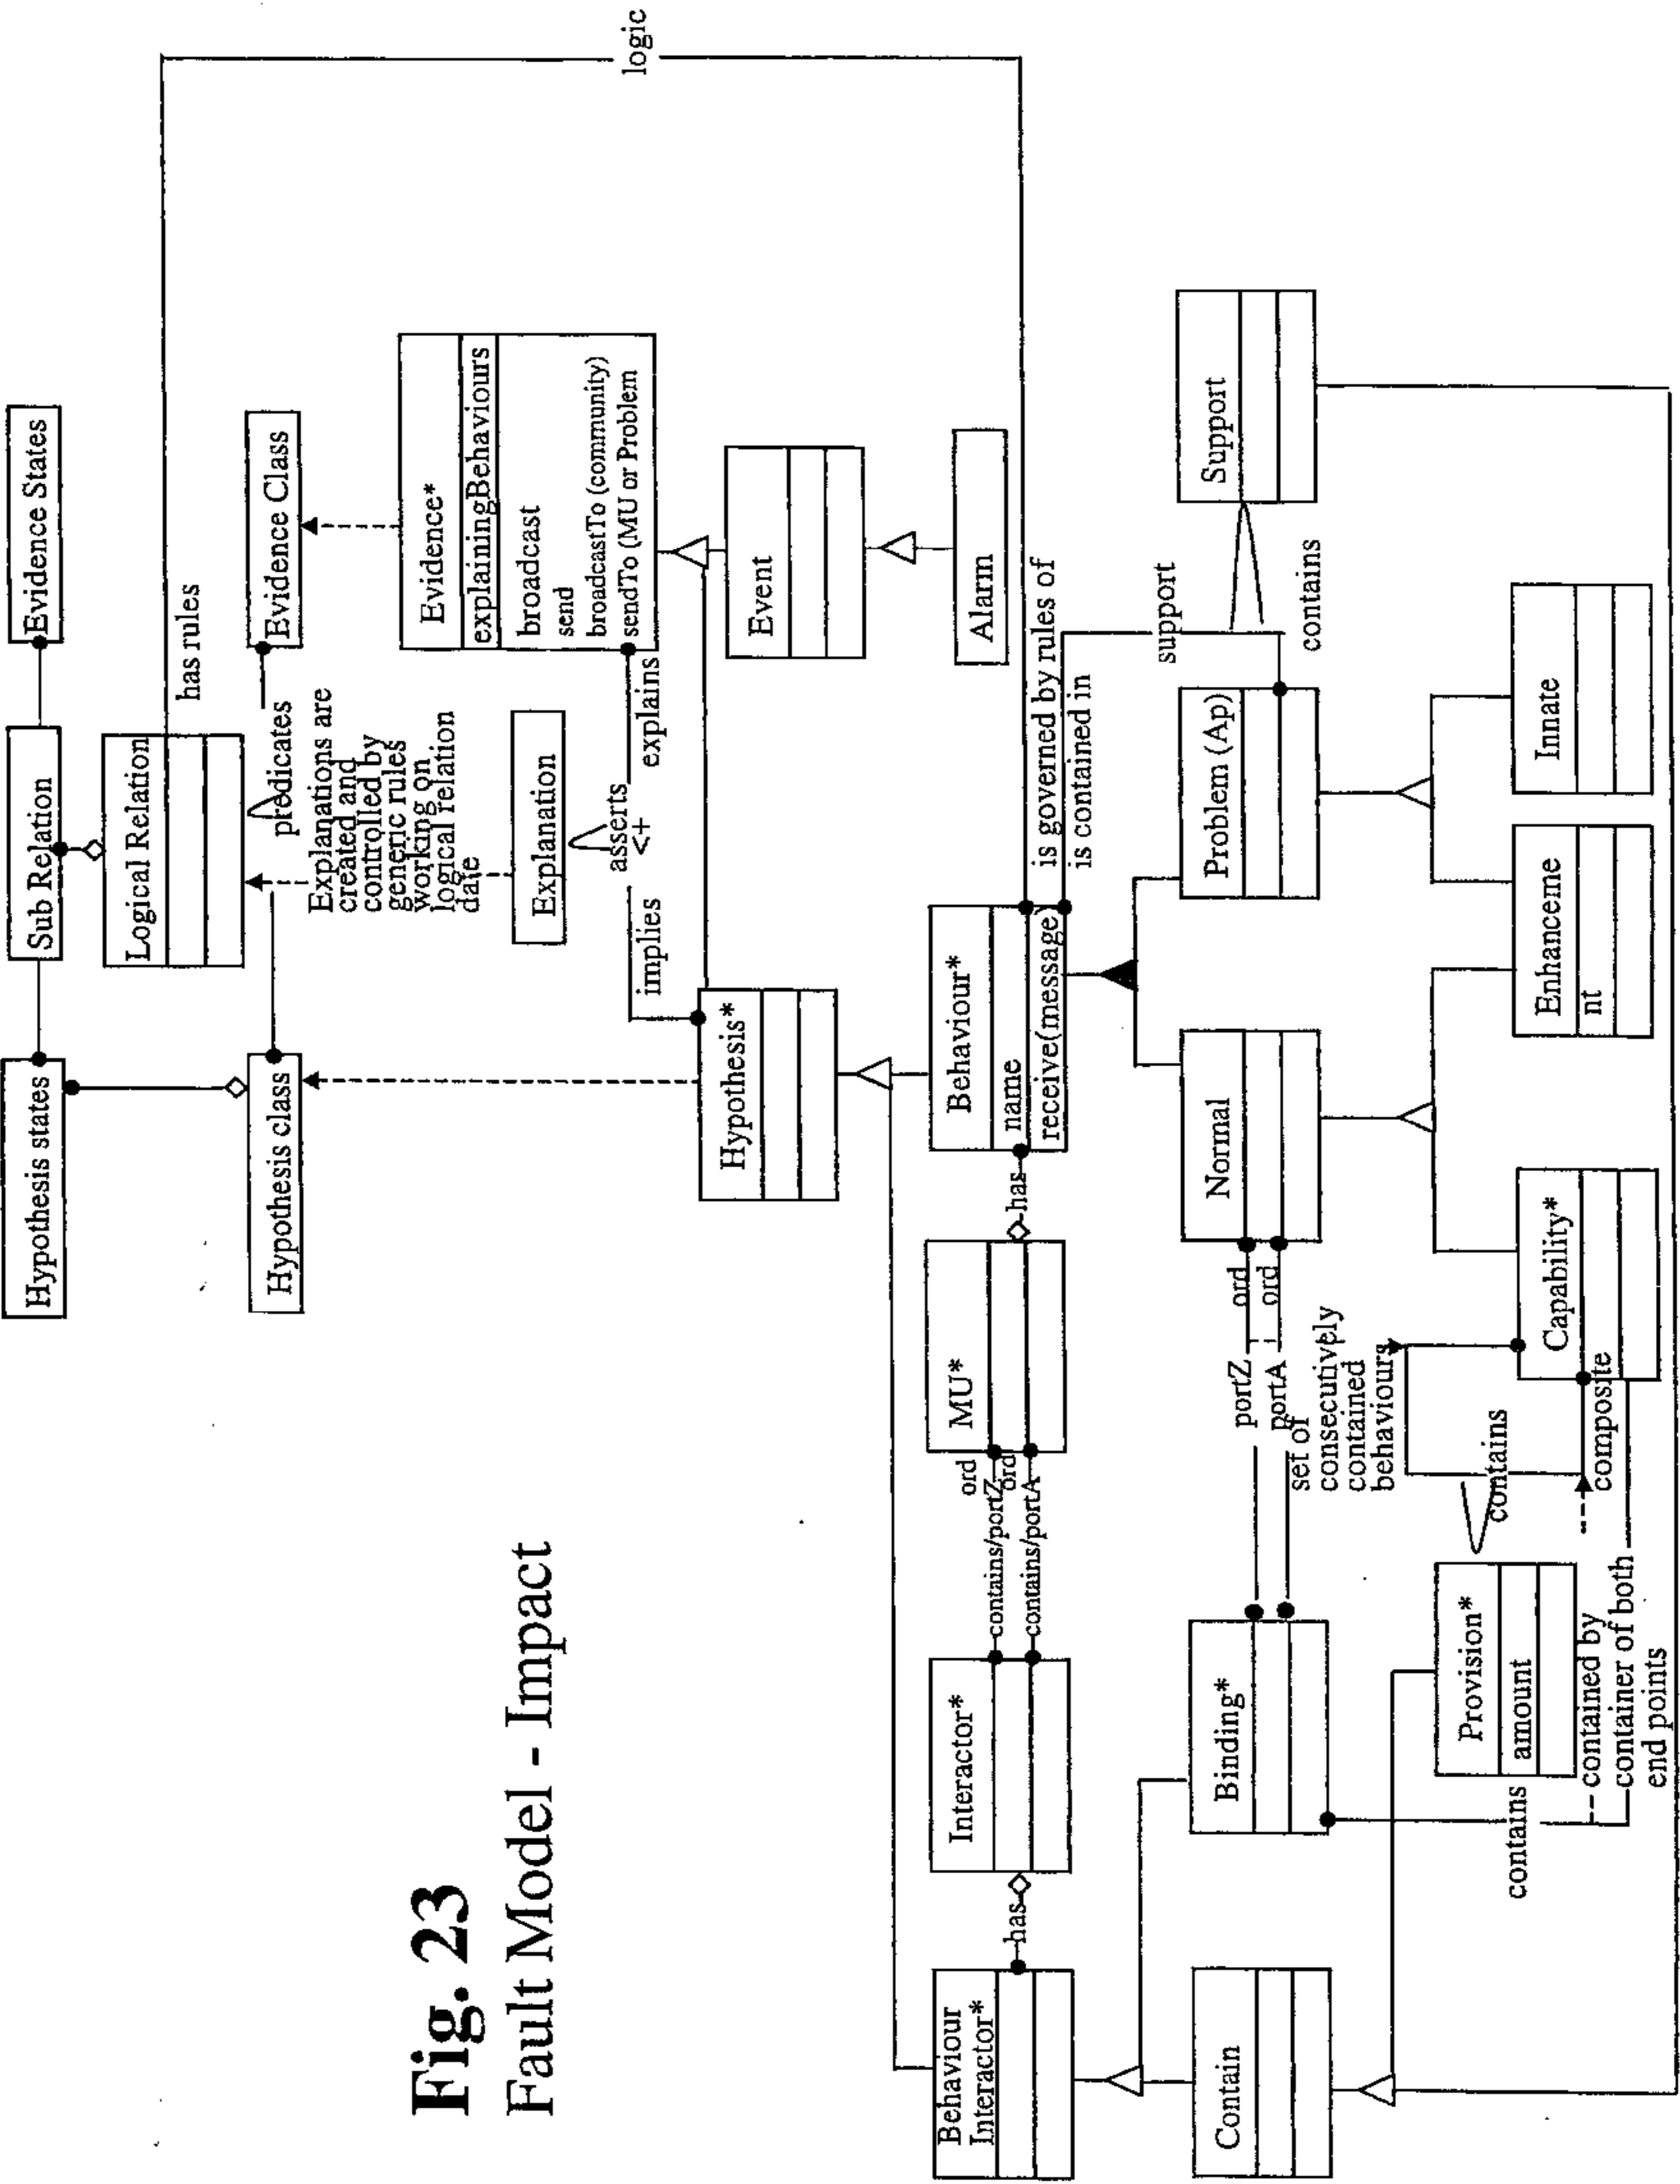 Fig. 23
Fault Model - Impact
Hypothesis states
Sub Relation
Evidence States
Logical Relation
has rules
logic
Hypothesis class
predicates
Evidence Class
Explanations are
created and
controlled by
generic rules
working on
logical relation
date
Evidence*
explainingBehaviours
broadcast
send
broadcastTo (community)
sendTo (MU or Problem
Explanation
implies
asserts
<+
explains
Hypothesis*
Event
Alarm
Behaviour
Interactor*
has
Interactor*
contains/portZ
contains/portA
ord
ord
MU*
has
Behaviour*
name
receive(message)
is governed by rules of
is contained in
support
contains
Support
Contain
Binding*
portZ
portA
ord
ord
set of
consecutively
contained
behaviours
Normal
Problem (Ap)
Provision*
amount
contains
contains
contained by
container of both
end points
composite
Capability*
Enhanceme
nt
Innate